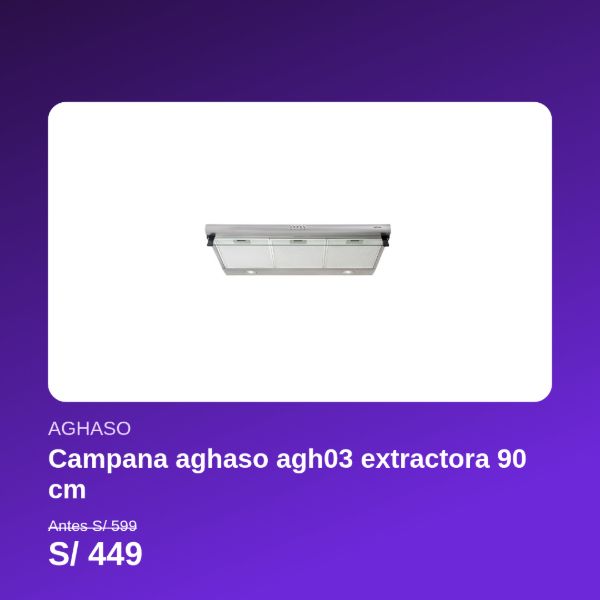 AGHASO
Campana aghaso agh03 extractora 90
cm
Antes S/ 599
S/ 449